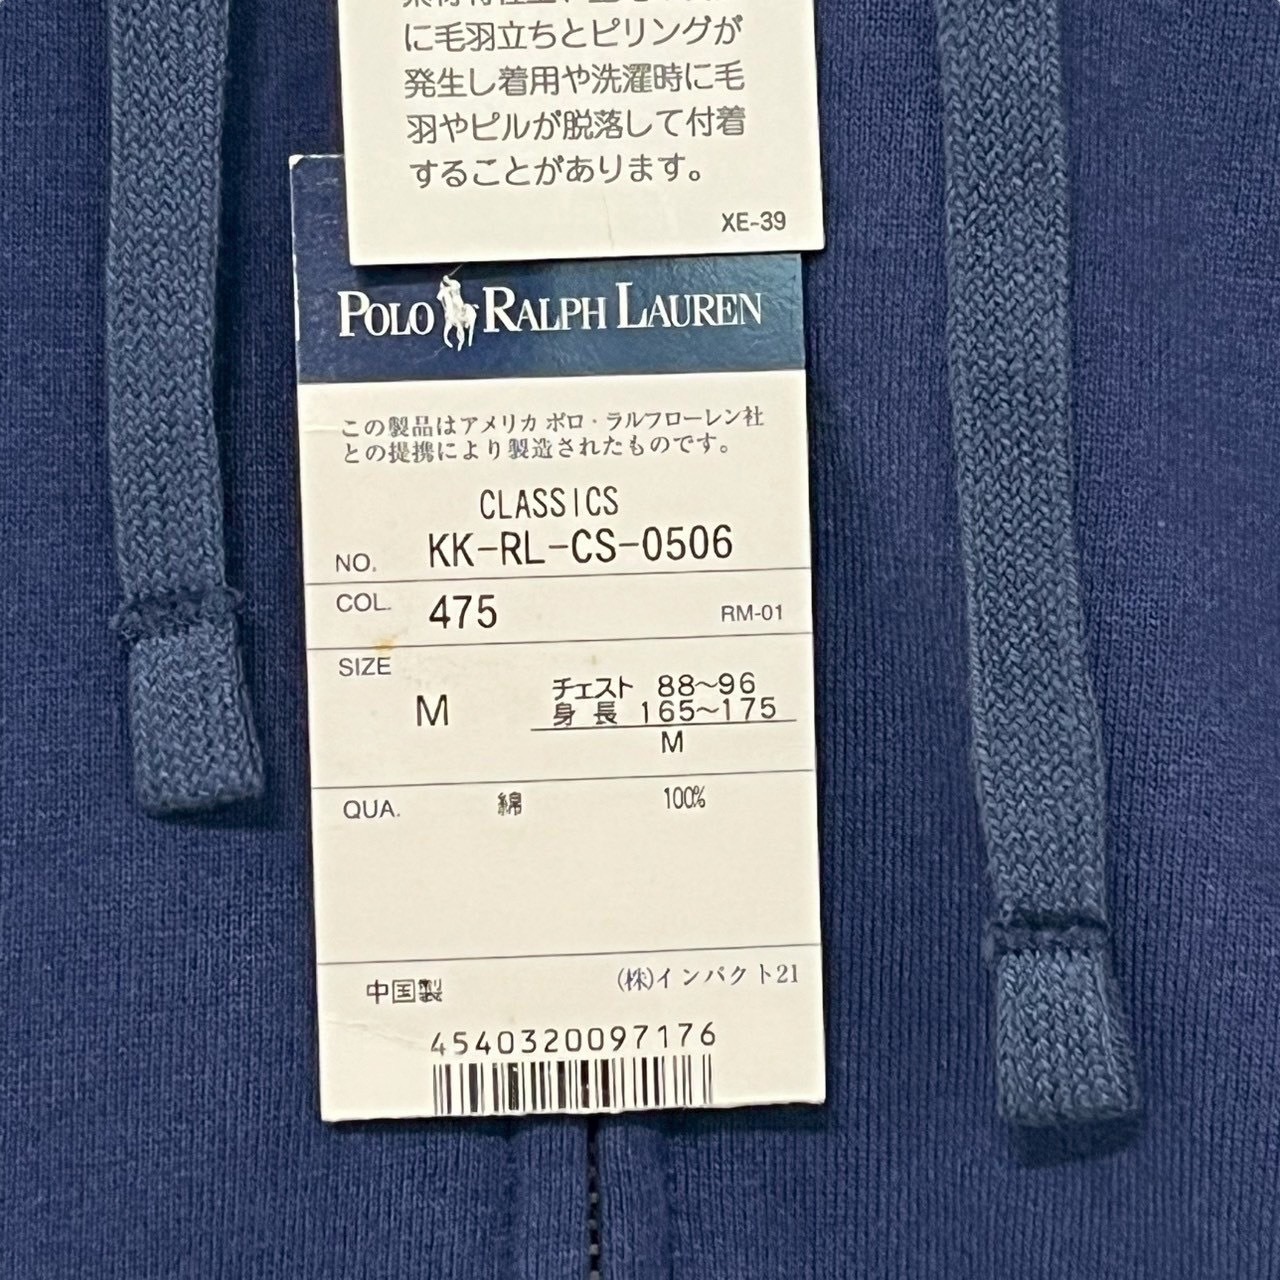 に毛羽立ちとピリングが
発生し着用や洗濯時に毛
羽やピルが脱落して付着
することがあります。
XE-39
POLO RALPH LAUREN
この製品はアメリカ ポロ・ラルフローレン社
との提携により製造されたものです。
CLASSICS
NO. KK-RL-CS-0506
COL. 475 RM-01
SIZE
M
チェスト 88~96
身長 165~175
M
QUA. 綿 100%
中国製 (株)インパクト21
4540320097176